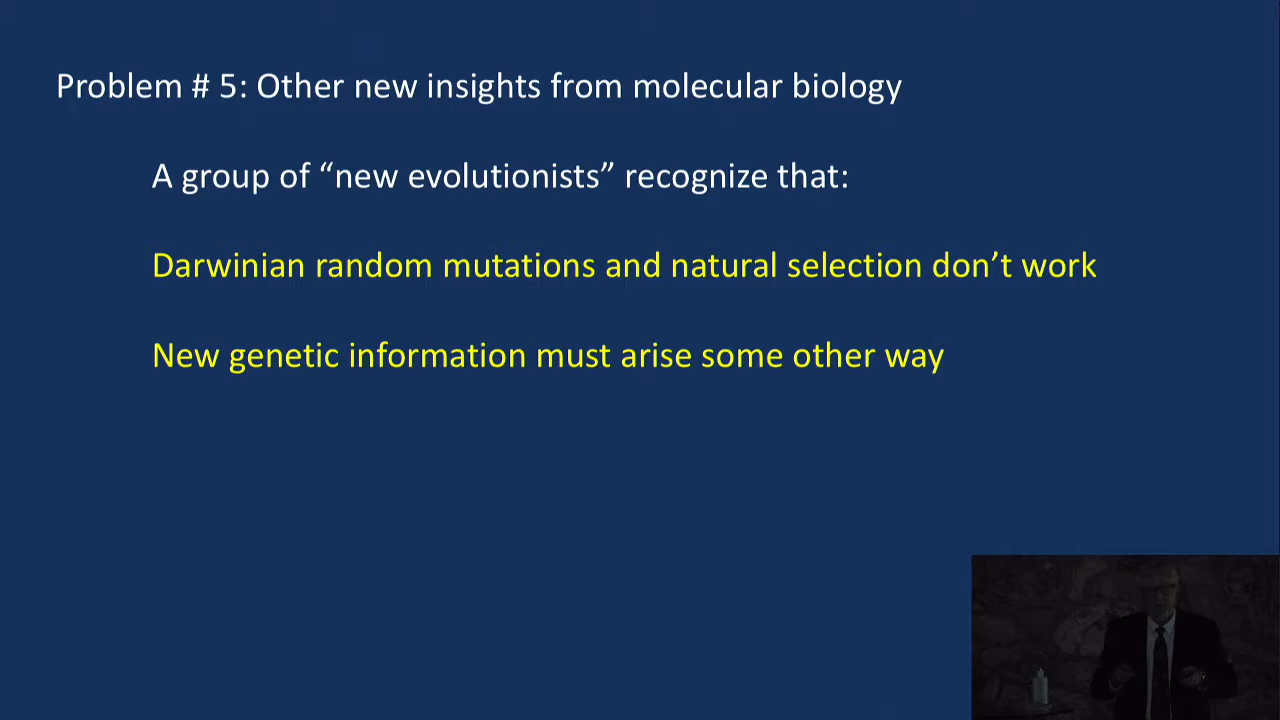 Problem # 5: Other new insights from molecular biology
A group of “new evolutionists” recognize that:
Darwinian random mutations and natural selection don’t work
New genetic information must arise some other way